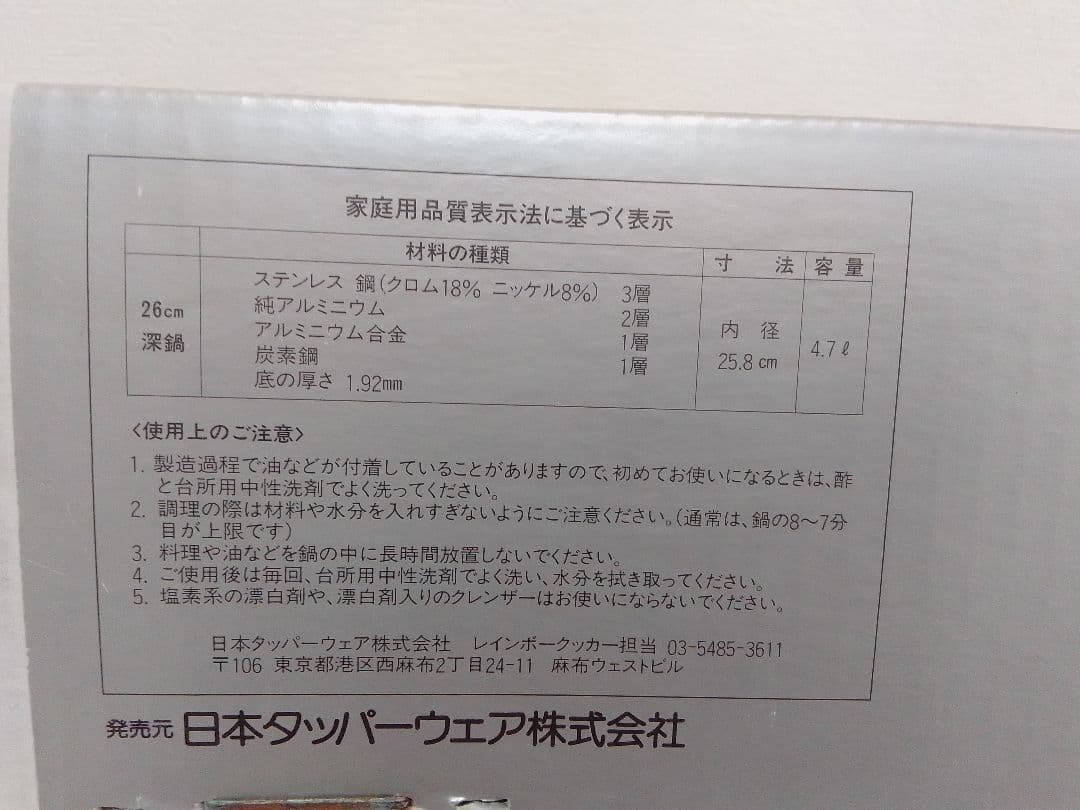 家庭用品質表示法に基づく表示
材料の種類 寸 法 容 量
26cm
深鍋
ステンレス 鋼(クロム18% ニッケル8%) 3層
純アルミニウム 2層
アルミニウム合金 1層
炭素鋼 1層
底の厚さ 1.92mm
内 径
25.8cm
4.7ℓ
〈使用上のご注意〉
1. 製造過程で油などが付着していることがありますので、初めてお使いになるときは、酢
と台所用中性洗剤でよく洗ってください。
2. 調理の際は材料や水分を入れすぎないようにご注意ください。(通常は、鍋の8～7分
目が上限です)
3. 料理や油などを鍋の中に長時間放置しないでください。
4. ご使用後は毎回、台所用中性洗剤でよく洗い、水分を拭き取ってください。
5. 塩素系の漂白剤や、漂白剤入りのクレンザーはお使いにならないでください。
日本タッパーウェア株式会社 レインボークッカー担当 03-5485-3611
〒106 東京都港区西麻布2丁目24-11 麻布ウェストビル
発売元 日本タッパーウェア株式会社